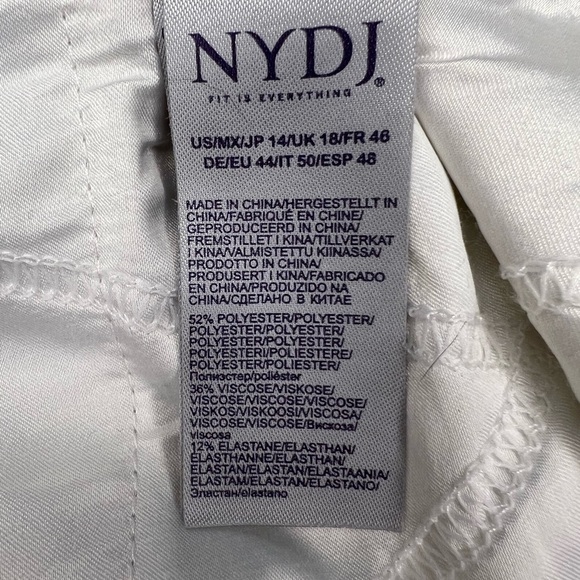 NYDJ®
FIT IS EVERYTHING
US/MX/JP 14/UK 18/FR 46
DE/EU 44/IT 50/ESP 48
MADE IN CHINA/HERGESTELLT IN
CHINA/FABRIQUÉ EN CHINE/
GEPRODUCEERD IN CHINA/
FREMSTILLET I KINA/TILLVERKAT
I KINA/VALMISTETTU KIINASSA/
PRODOTTO IN CHINA/
PRODUSERT I KINA/FABRICADO
EN CHINA/PRODUZIDO NA
CHINA/СДЕЛАНО В КИТАЕ
52% POLYESTER/POLYESTER/
POLYESTER/POLYESTER/
POLYESTER/POLYESTER/
POLYESTERI/POLIESTERE/
POLYESTER/POLIÉSTER/
Полиэстер/poliéster
36% VISCOSE/VISKOSE/
VISCOSE/VISCOSE/VISCOSE/
VISKOS/VISKOOSI/VISCOSA/
VISCOSE/VISCOSE/Вискоза/
viscosa
12% ELASTANE/ELASTHAN/
ELASTHANNE/ELASTHAN/
ELASTAN/ELASTAN/ELASTAANIA/
ELASTAM/ELASTAN/ELASTANO/
Эластан/elastano